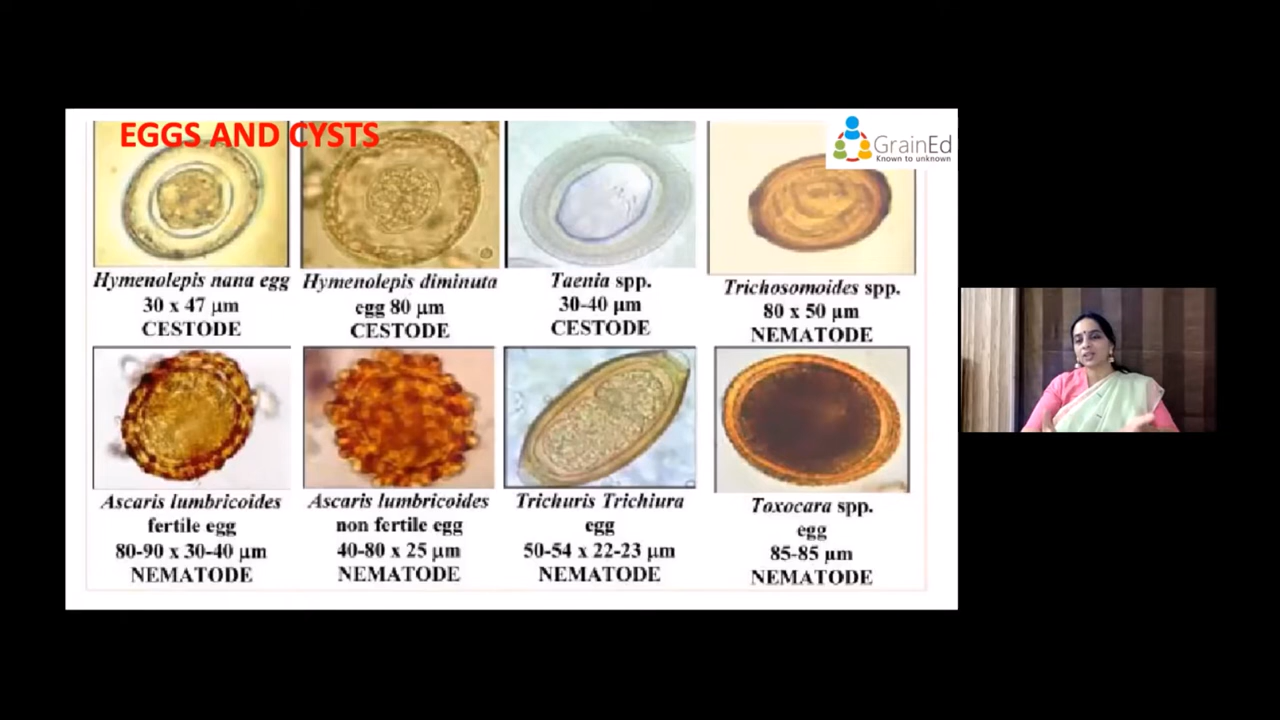 EGGS AND CYSTS
GrainEd
Known to unknown
Hymenolepis nana egg
30 x 47 µm
CESTODE
Hymenolepis diminuta
egg 80 µm
CESTODE
Taenia spp.
30-40 µm
CESTODE
Trichosomoides spp.
80 x 50 µm
NEMATODE
Ascaris lumbricoides
fertile egg
80-90 x 30-40 µm
NEMATODE
Ascaris lumbricoides
non fertile egg
40-80 x 25 µm
NEMATODE
Trichuris Trichiura
egg
50-54 x 22-23 µm
NEMATODE
Toxocara spp.
egg
85-85 µm
NEMATODE